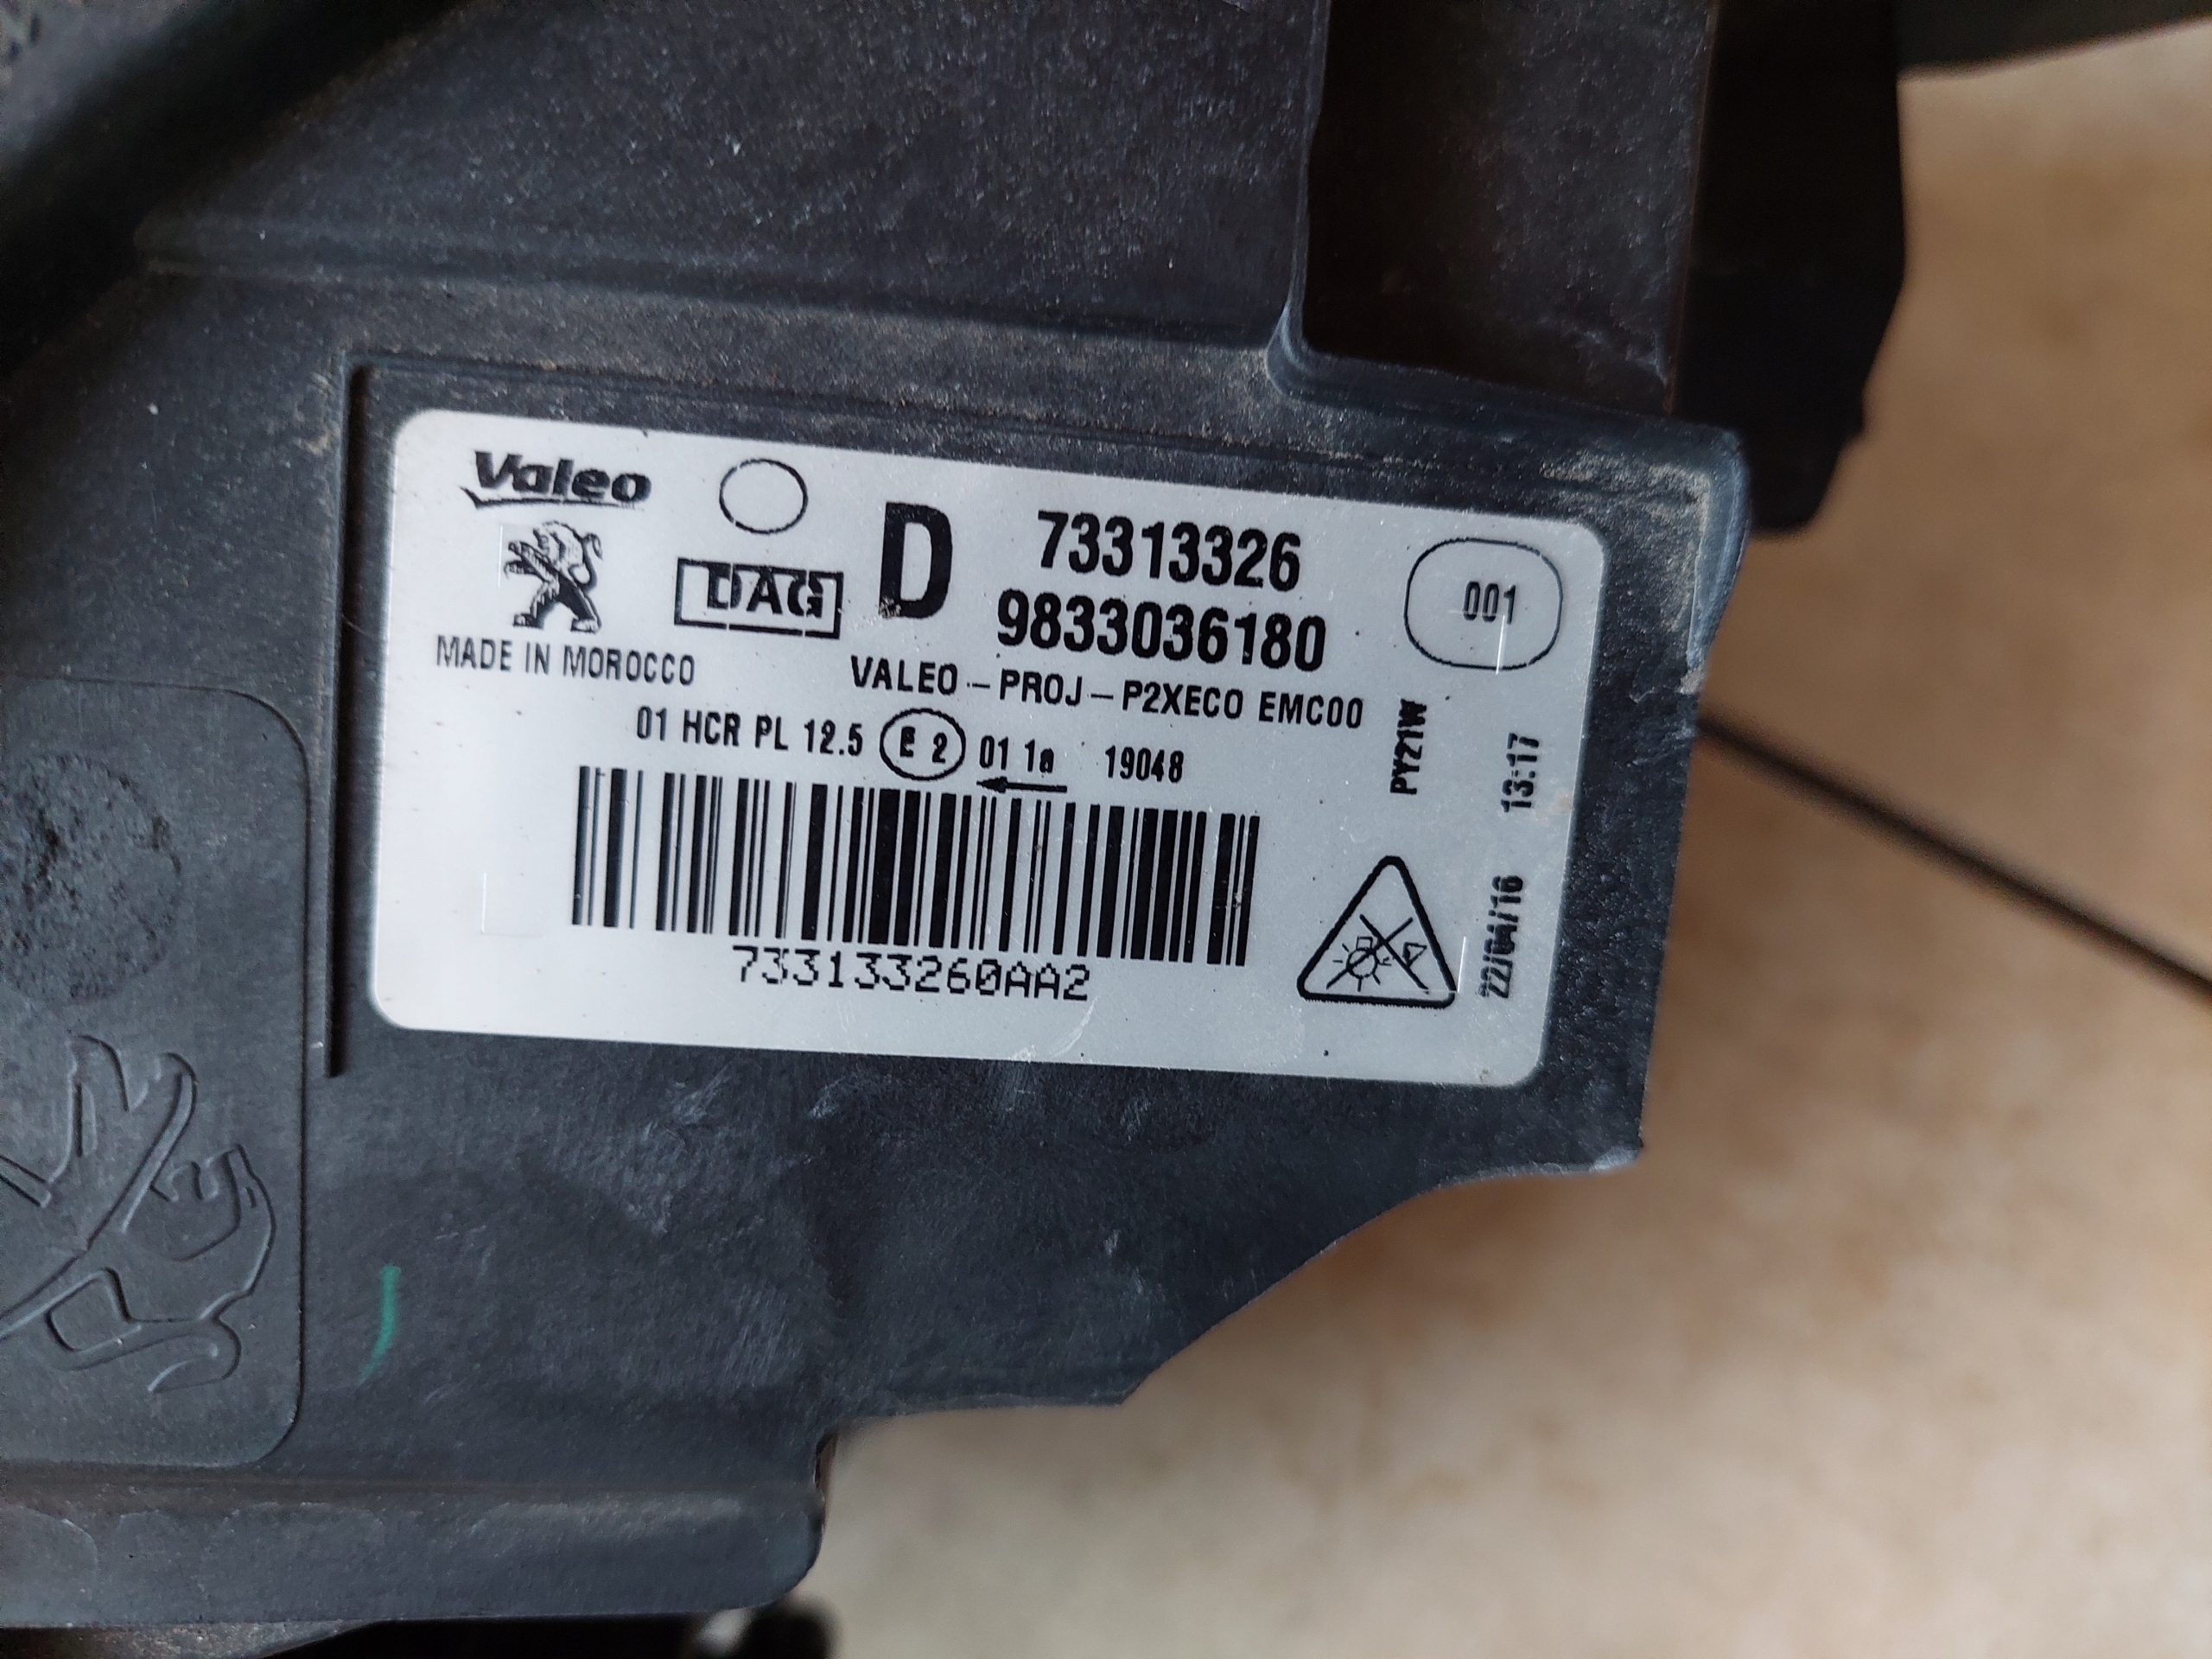 Valeo
DAG
D
73313326
9833036180
001
MADE IN MOROCCO
VALEO - PROJ - P2XECO EMC00
01 HCR PL 12.5 E 2 01 1a 19048
PY21W
22/04/16 13:17
733133260AA2